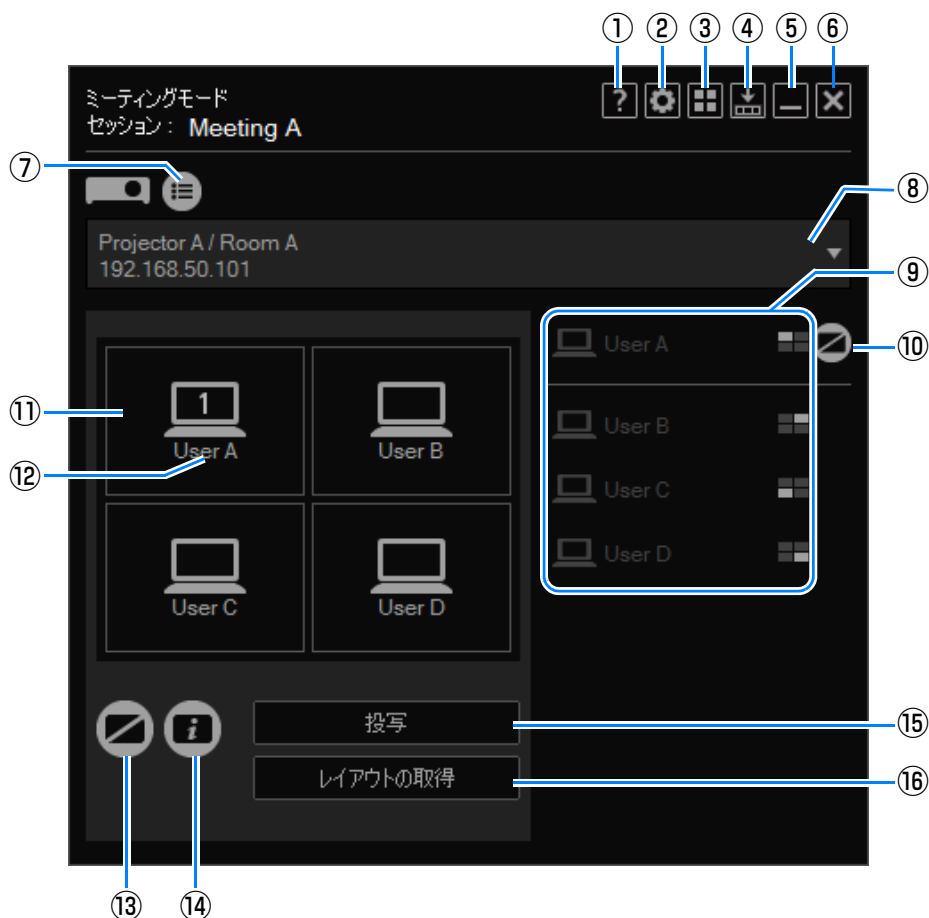 ① ② ③ ④ ⑤ ⑥
ミーティングモード
セッション： Meeting A
?
⑦
⑧
Projector A / Room A
192.168.50.101
⑨
User A
⑩
⑪
1
User A
User B
User B
⑫
User C
User D
User C
User D
i
投写
⑮
レイアウトの取得
⑯
⑬ ⑭